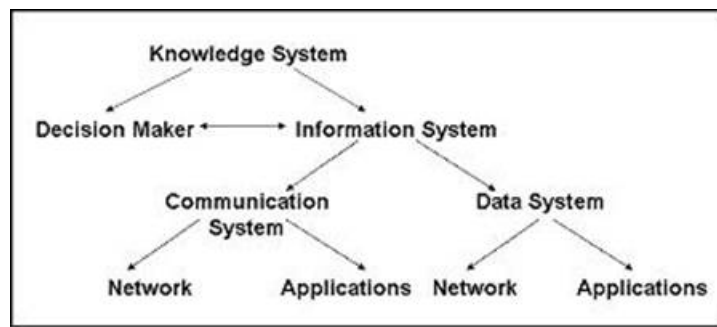 Knowledge System
Decision Maker Information System
Communication Data System
System
Network Applications Network Applications